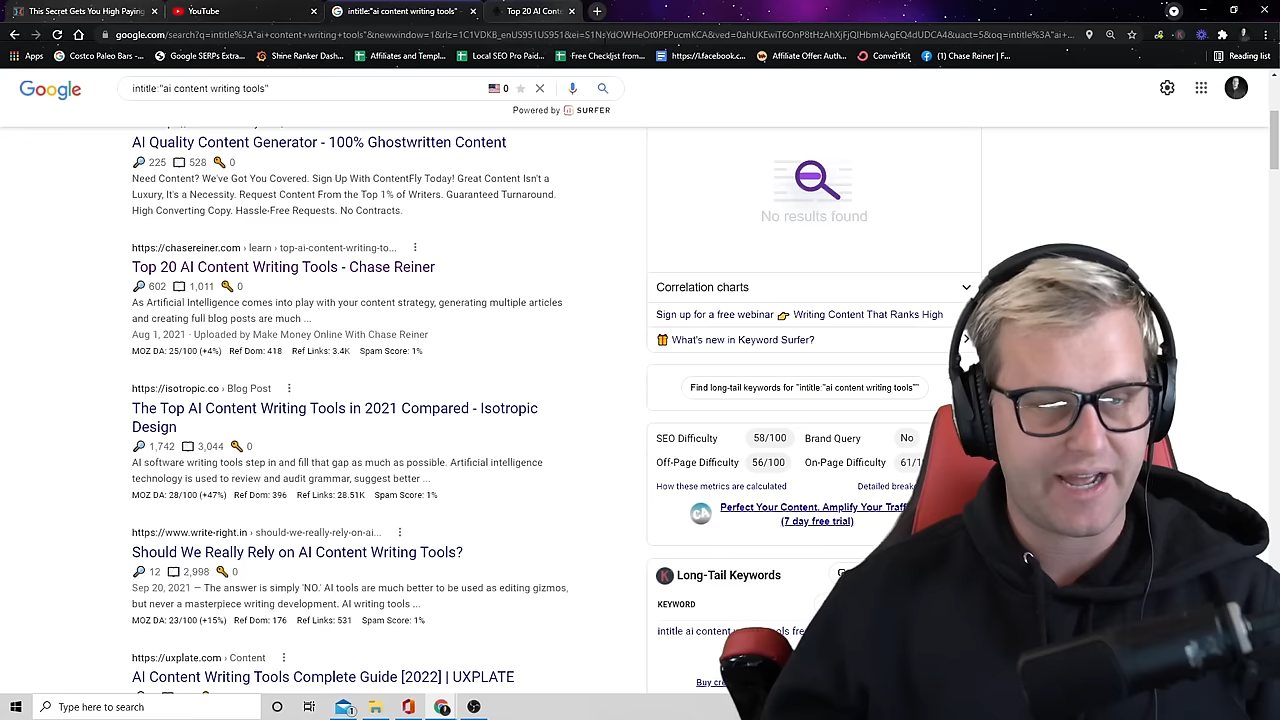 This Secret Gets You High Paying
YouTube
intitle:"ai content writing tools"
Top 20 AI Cont
google.com/search?q=intitle%3A"ai+content+writing+tools"&newwindow=1&rlz=1C1VDKB_enUS951US951&ei=
Apps
Costco Paleo Bars -...
Google SERPs Extra...
Shine Ranker Dash...
Affiliates and Templ...
Local SEO Pro Paid...
Free Checklist from...
https://l.facebook.c...
Affiliate Offer: Auth...
ConvertKit
(1) Chase Reiner | F...
Reading list
Google
intitle:"ai content writing tools"
0
Powered by SURFER
AI Quality Content Generator - 100% Ghostwritten Content
225 528 0
Need Content? We've Got You Covered. Sign Up With ContentFly Today! Great Content Isn't a
Luxury, It's a Necessity. Request Content From the Top 1% of Writers. Guaranteed Turnaround.
High Converting Copy. Hassle-Free Requests. No Contracts.
https://chasereiner.com › learn › top-ai-content-writing-to...
Top 20 AI Content Writing Tools - Chase Reiner
602 1,011 0
As Artificial Intelligence comes into play with your content strategy, generating multiple articles
and creating full blog posts are much ...
Aug 1, 2021 · Uploaded by Make Money Online With Chase Reiner
MOZ DA: 25/100 (+4%) Ref Dom: 418 Ref Links: 3.4K Spam Score: 1%
https://isotropic.co › Blog Post
The Top AI Content Writing Tools in 2021 Compared - Isotropic
Design
1,742 3,044 0
AI software writing tools step in and fill that gap as much as possible. Artificial intelligence
technology is used to review and audit grammar, suggest better ...
MOZ DA: 28/100 (+47%) Ref Dom: 396 Ref Links: 28.51K Spam Score: 1%
https://www.write-right.in › should-we-really-rely-on-ai...
Should We Really Rely on AI Content Writing Tools?
12 2,998 0
Sep 20, 2021 — The answer is simply 'NO.' AI tools are much better to be used as editing gizmos,
but never a masterpiece writing development. AI writing tools ...
MOZ DA: 23/100 (+15%) Ref Dom: 176 Ref Links: 531 Spam Score: 1%
https://uxplate.com › Content
AI Content Writing Tools Complete Guide [2022] | UXPLATE
No results found
Correlation charts
Sign up for a free webinar 👉 Writing Content That Ranks High
🎁 What's new in Keyword Surfer?
Find long-tail keywords for "intitle:"ai content writing tools""
SEO Difficulty 58/100 Brand Query No
Off-Page Difficulty 56/100 On-Page Difficulty 61/1
How these metrics are calculated Detailed break
CA
Perfect Your Content. Amplify Your Traff
(7 day free trial)
K Long-Tail Keywords
KEYWORD
intitle ai content
Buy cre
Type here to search